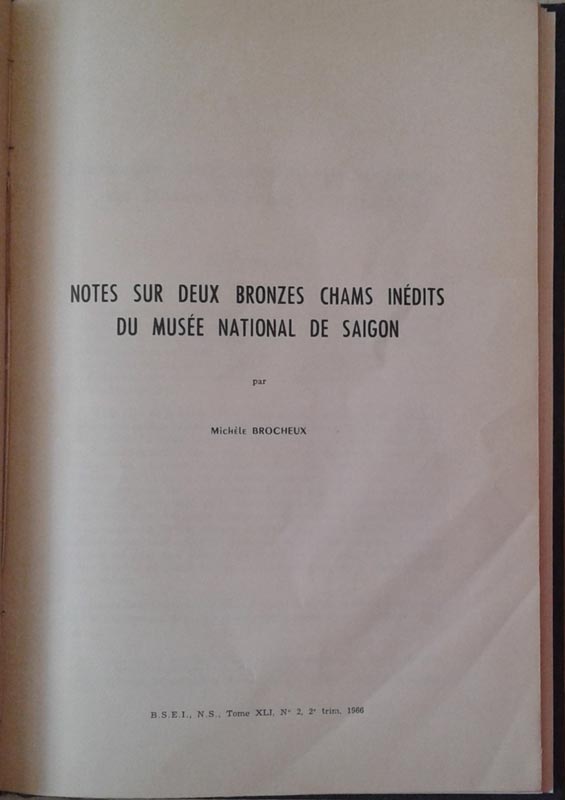 NOTES SUR DEUX BRONZES CHAMS INÉDITS
DU MUSÉE NATIONAL DE SAIGON
par
Michèle BROCHEUX
B.S.E.I., N.S., Tome XLI, N° 2, 2e trim. 1966